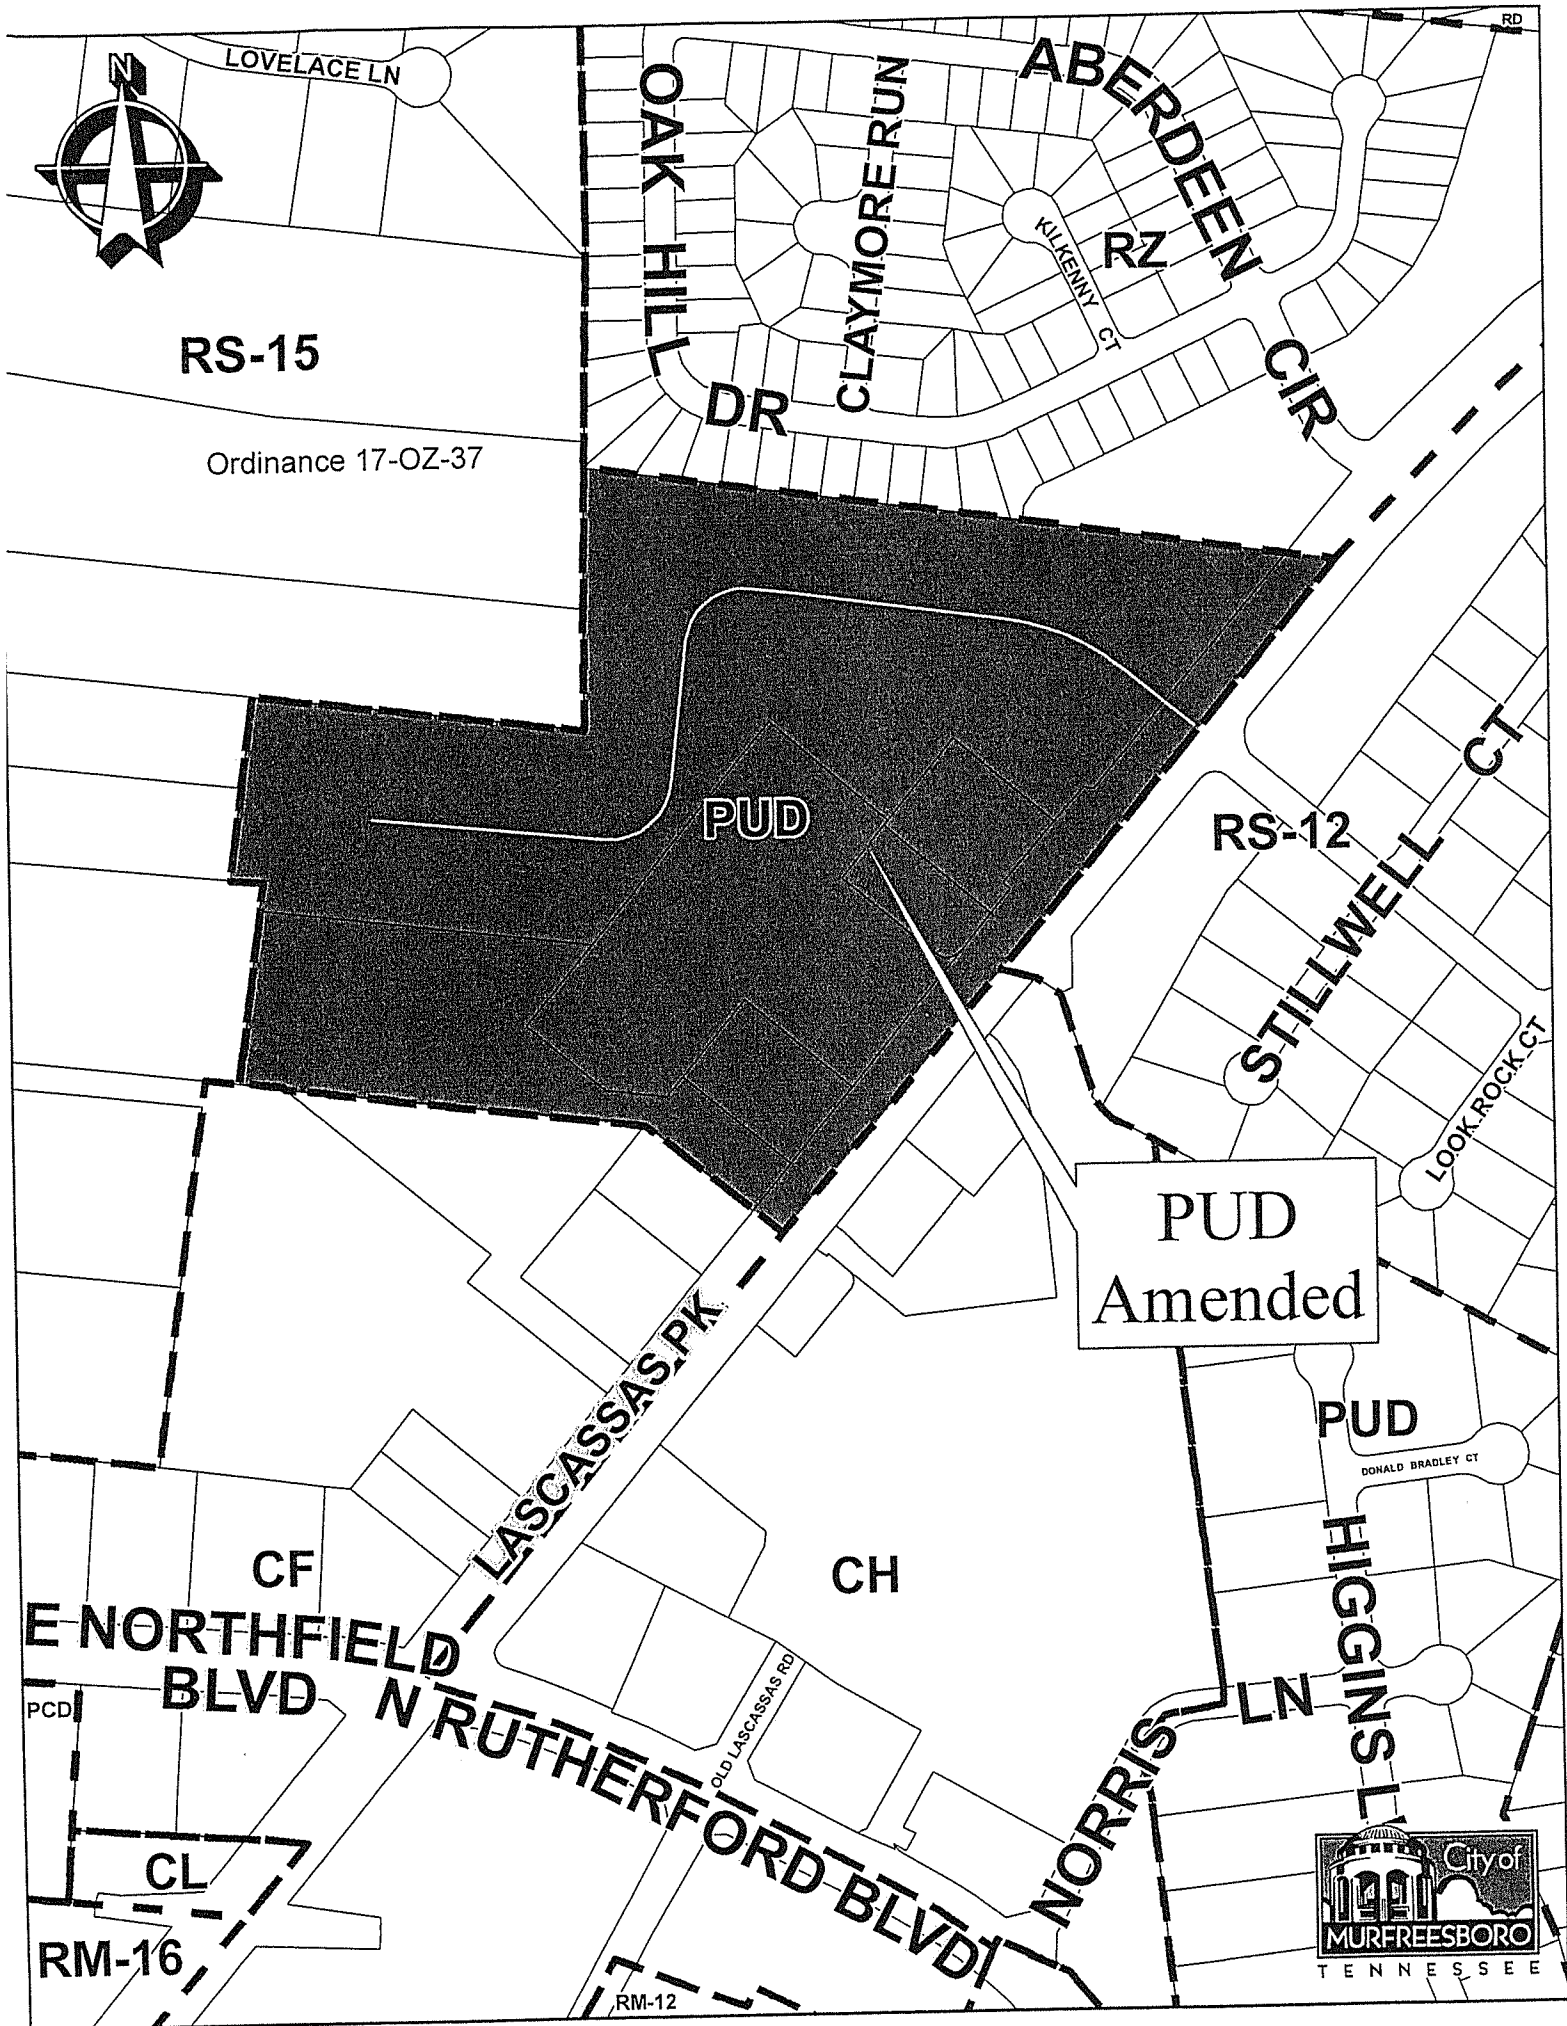 RD
N
LOVELACE LN
OAK HILL DR
CLAYMORE RUN
ABERDEEN CIR
KILKENNY CT
RZ
RS-15
Ordinance 17-OZ-37
PUD
RS-12
STILLWELL CT
LOOK ROCK CT
PUD
Amended
LASCASSAS PK
PUD
DONALD BRADLEY CT
HIGGINS L
CF
CH
E NORTHFIELD
BLVD
N RUTHERFORD BLVD
OLD LASCASSAS RD
NORRIS LN
PCD
CL
RM-16
RM-12
City of
MURFREESBORO
TENNESSEE